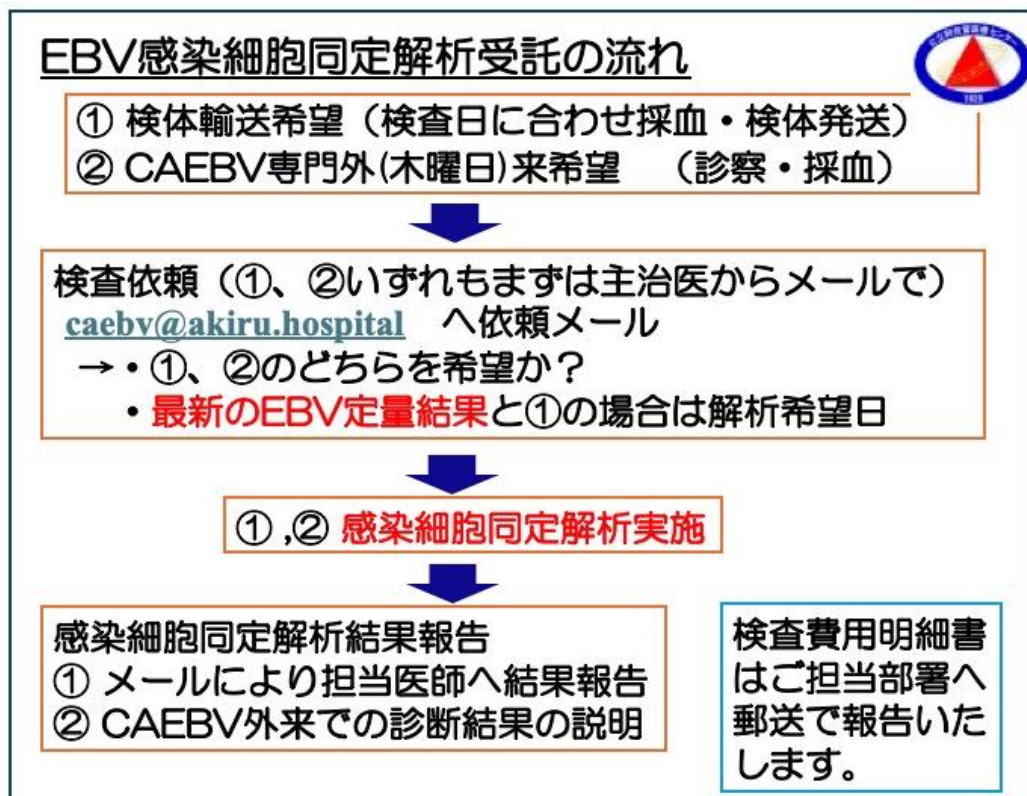 EBV感染細胞同定解析受託の流れ
① 検体輸送希望（検査日に合わせ採血・検体発送）
② CAEBV専門外(木曜日)来希望　（診察・採血）
検査依頼（①、②いずれもまずは主治医からメールで）
caebv@akiru.hospital　へ依頼メール
→・①、②のどちらを希望か？
・最新のEBV定量結果と①の場合は解析希望日
① ,② 感染細胞同定解析実施
感染細胞同定解析結果報告
① メールにより担当医師へ結果報告
② CAEBV外来での診断結果の説明
検査費用明細書
はご担当部署へ
郵送で報告いた
します。